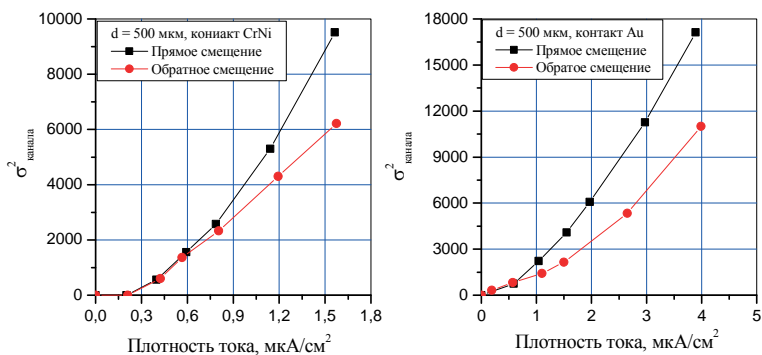 d = 500 мкм, кониакт CrNi
Прямое смещение
Обратное смещение
10000
8000
6000
4000
2000
0
σ²канала
0,0 0,3 0,6 0,9 1,2 1,5 1,8
Плотность тока, мкА/см²
d = 500 мкм, контакт Au
Прямое смещение
Обратое смещение
18000
15000
12000
9000
6000
3000
0
σ²канала
0 1 2 3 4 5
Плотность тока, мкА/см²